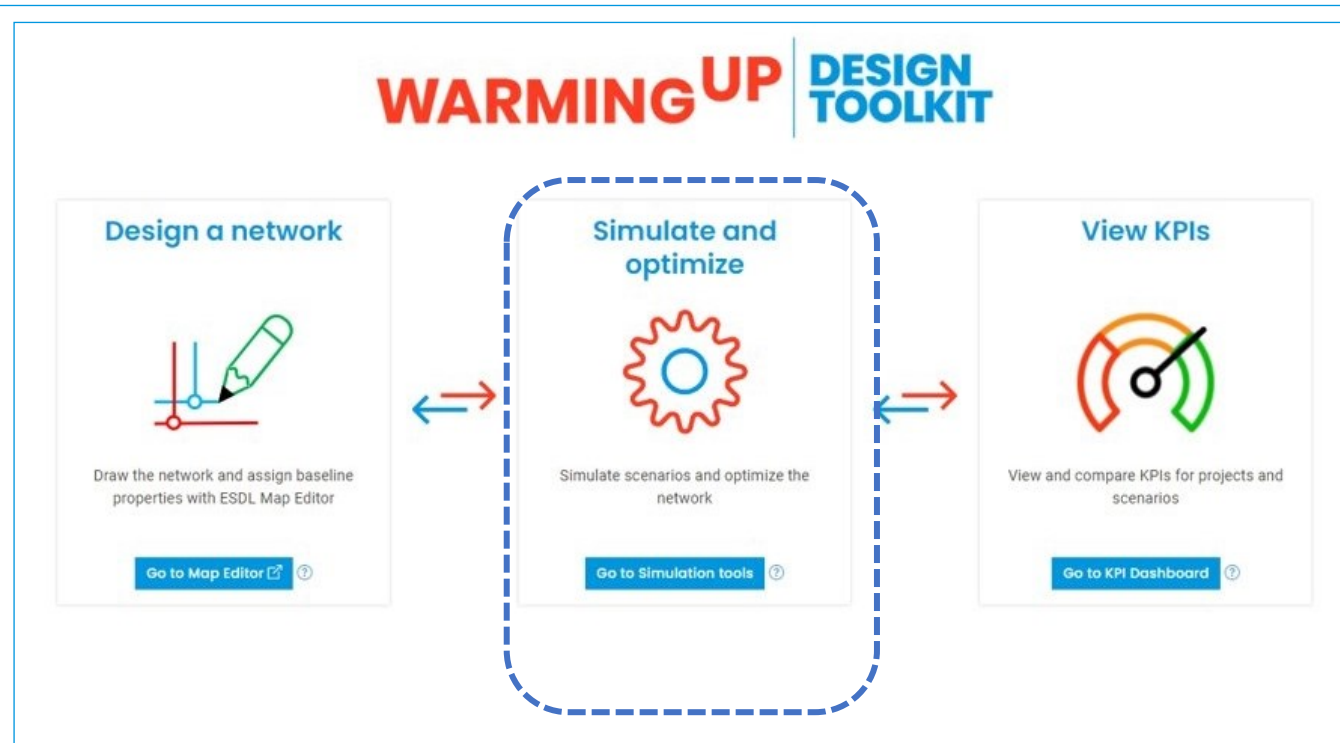 WARMINGUP DESIGN
TOOLKIT
Design a network
Draw the network and assign baseline
properties with ESDL Map Editor
Go to Map Editor
Simulate and
optimize
Simulate scenarios and optimize the
network
Go to Simulation tools
View KPIs
View and compare KPIs for projects and
scenarios
Go to KPI Dashboard